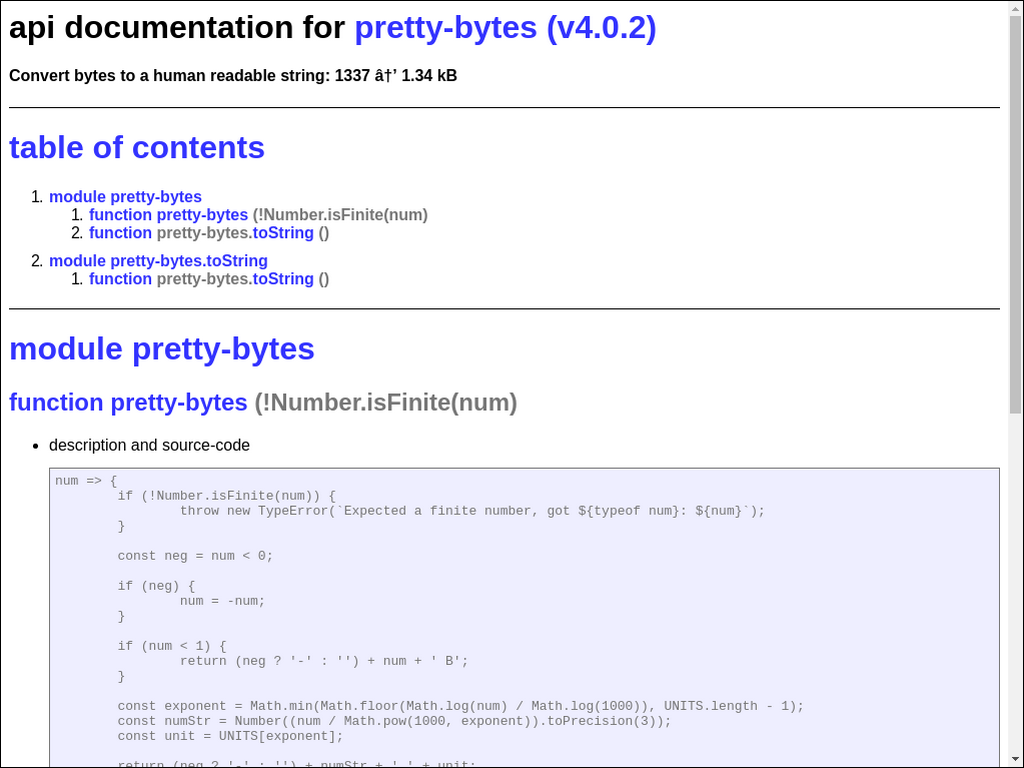 api documentation for pretty-bytes (v4.0.2)
Convert bytes to a human readable string: 1337 â†’ 1.34 kB
table of contents
1. module pretty-bytes
1. function pretty-bytes (!Number.isFinite(num)
2. function pretty-bytes.toString ()
2. module pretty-bytes.toString
1. function pretty-bytes.toString ()
module pretty-bytes
function pretty-bytes (!Number.isFinite(num)
• description and source-code
num => {
        if (!Number.isFinite(num)) {
                throw new TypeError(`Expected a finite number, got ${typeof num}: ${num}`);
        }
        const neg = num < 0;
        if (neg) {
                num = -num;
        }
        if (num < 1) {
                return (neg ? '-' : '') + num + ' B';
        }
        const exponent = Math.min(Math.floor(Math.log(num) / Math.log(1000)), UNITS.length - 1);
        const numStr = Number((num / Math.pow(1000, exponent)).toPrecision(3));
        const unit = UNITS[exponent];
        return (neg ? '-' : '') + numStr + ' ' + unit;